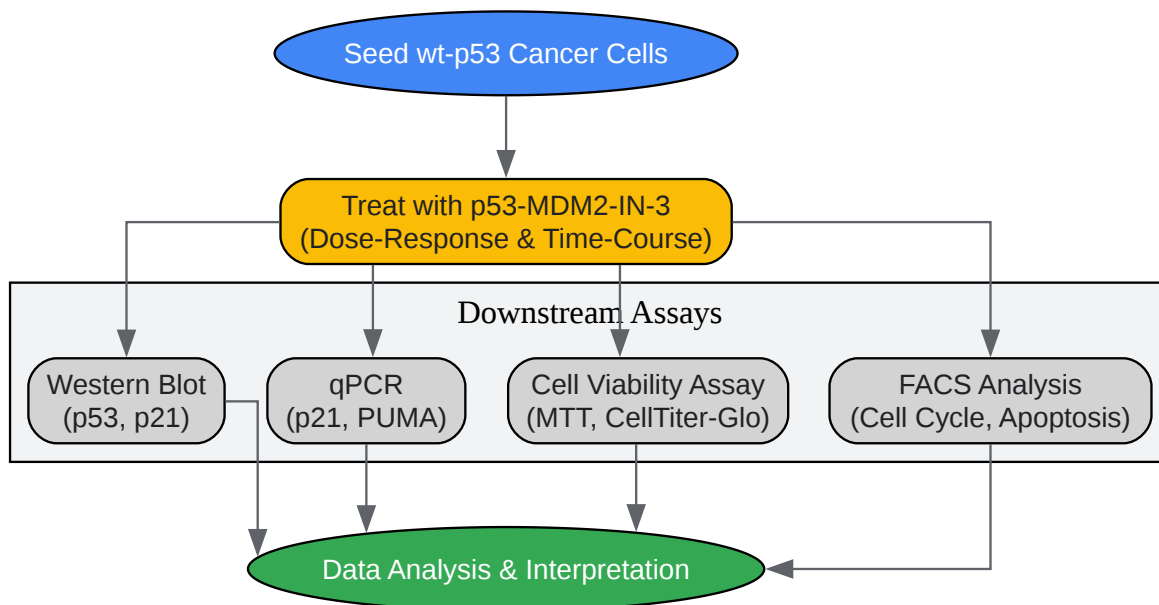 Seed wt-p53 Cancer Cells
Treat with p53-MDM2-IN-3
(Dose-Response & Time-Course)
Downstream Assays
Western Blot
(p53, p21)
qPCR
(p21, PUMA)
Cell Viability Assay
(MTT, CellTiter-Glo)
FACS Analysis
(Cell Cycle, Apoptosis)
Data Analysis & Interpretation